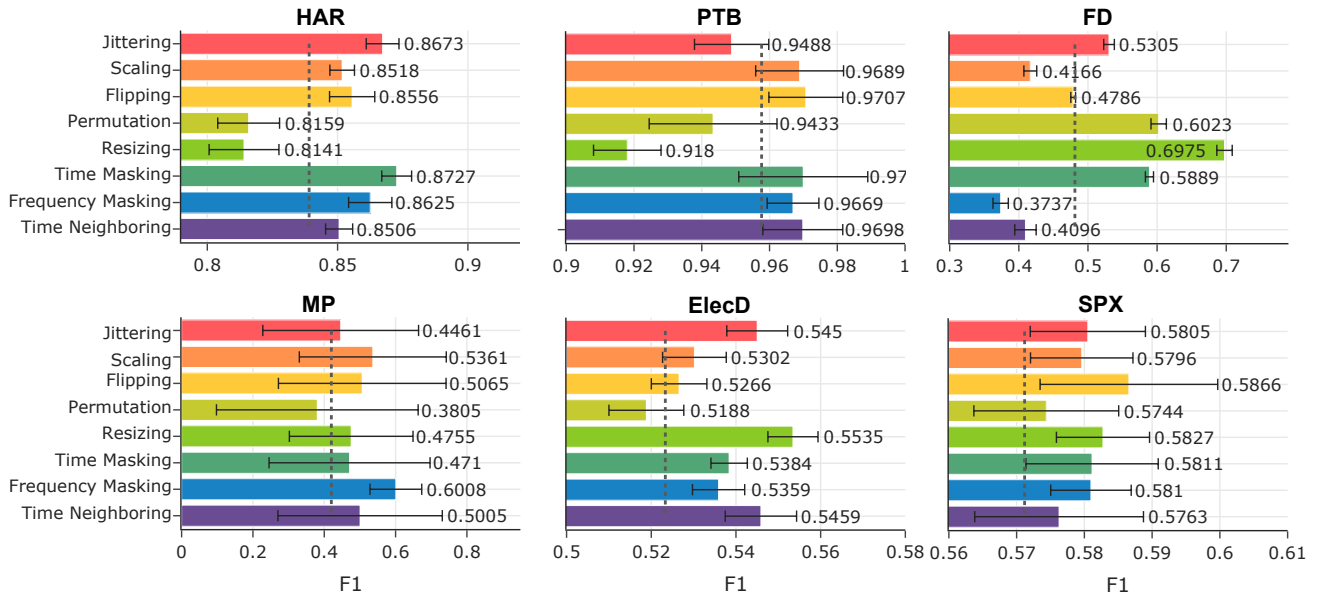 HAR
PTB
FD
Jittering
0.8673
0.9488
0.5305
Scaling
0.8518
0.9689
0.4166
Flipping
0.8556
0.9707
0.4786
Permutation
0.8159
0.9433
0.6023
Resizing
0.8141
0.918
0.6975
Time Masking
0.8727
0.97
0.5889
Frequency Masking
0.8625
0.9669
0.3737
Time Neighboring
0.8506
0.9698
0.4096
0.8 0.85 0.9
0.9 0.92 0.94 0.96 0.98 1
0.3 0.4 0.5 0.6 0.7
MP
ElecD
SPX
Jittering
0.4461
0.545
0.5805
Scaling
0.5361
0.5302
0.5796
Flipping
0.5065
0.5266
0.5866
Permutation
0.3805
0.5188
0.5744
Resizing
0.4755
0.5535
0.5827
Time Masking
0.471
0.5384
0.5811
Frequency Masking
0.6008
0.5359
0.581
Time Neighboring
0.5005
0.5459
0.5763
0 0.2 0.4 0.6 0.8
0.5 0.52 0.54 0.56 0.58
0.56 0.57 0.58 0.59 0.6 0.61
F1
F1
F1